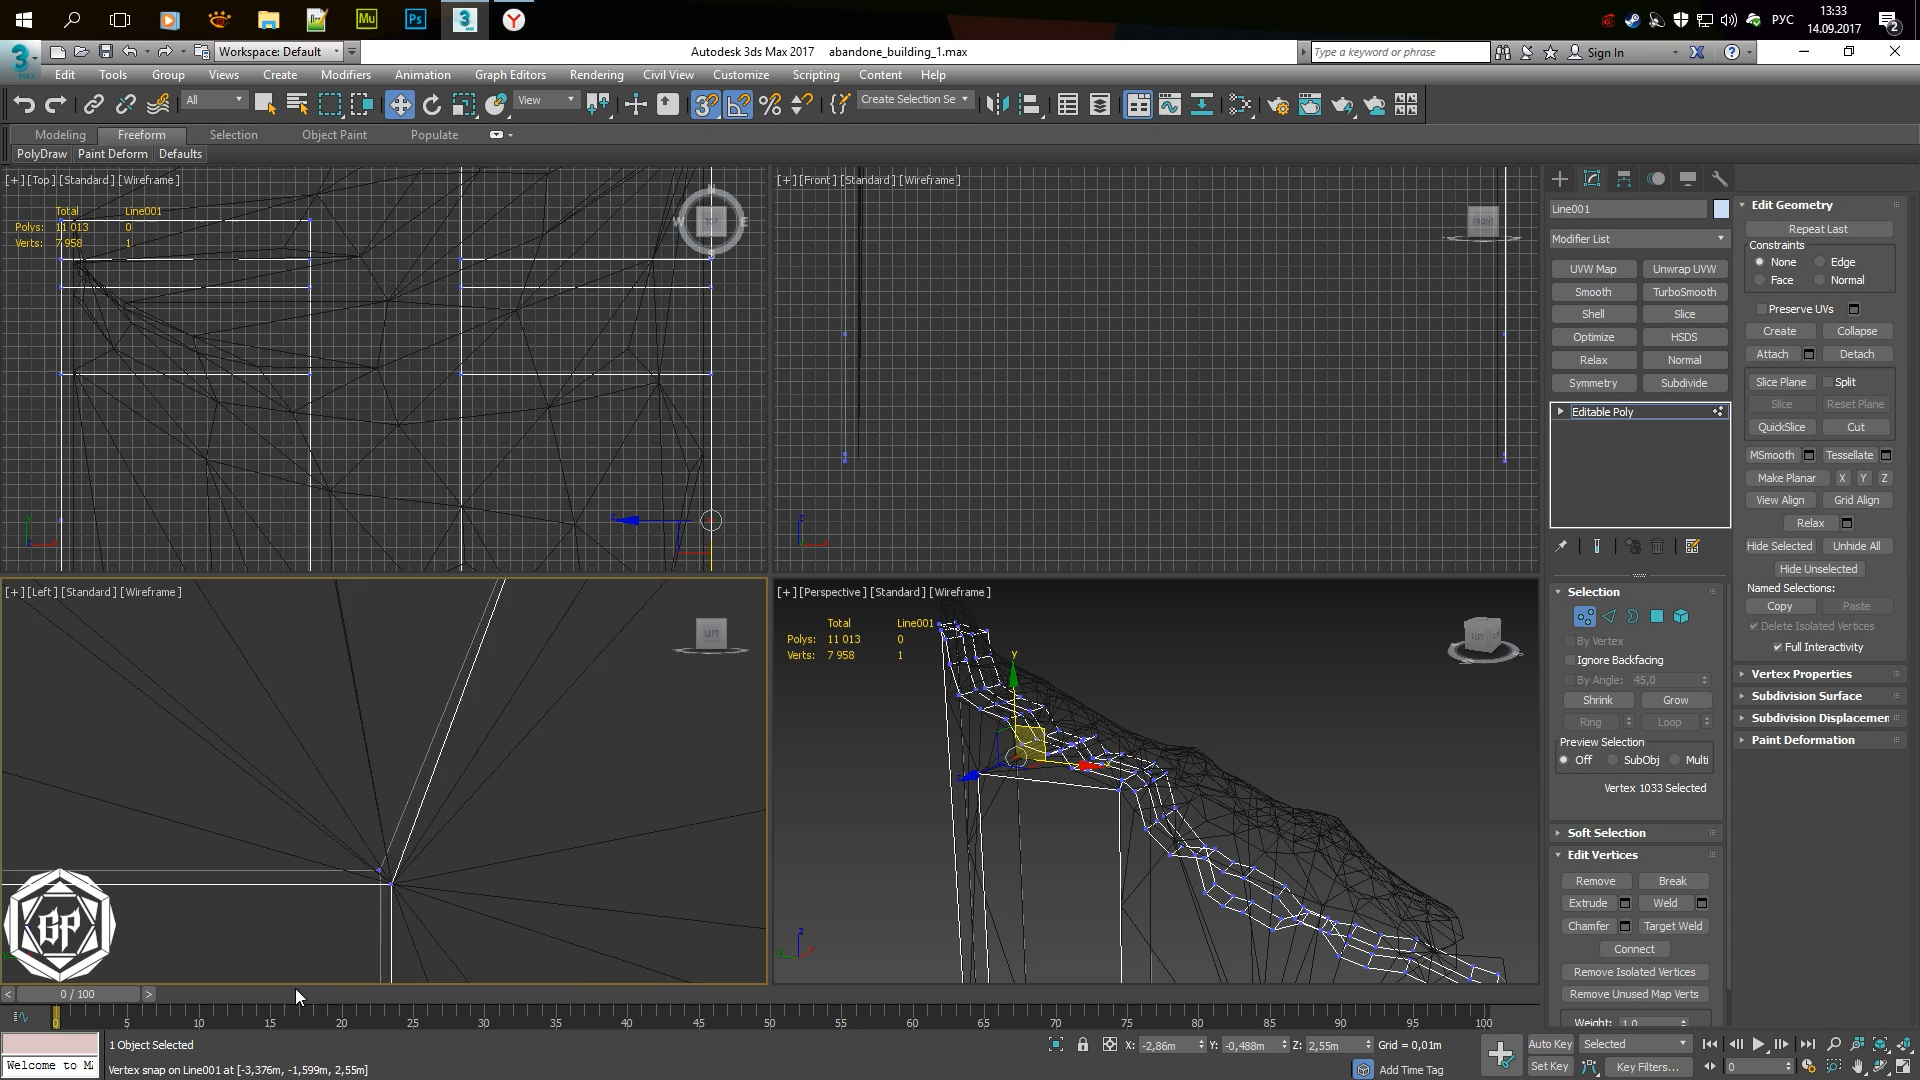 Mu
Ps
3
РУС
13:33
14.09.2017
2
Workspace: Default
Autodesk 3ds Max 2017 abandone_building_1.max
Type a keyword or phrase
Sign In
3
MAX
Edit Tools Group Views Create Modifiers Animation Graph Editors Rendering Civil View Customize Scripting Content Help
All
View
Create Selection Se
Modeling Freeform Selection Object Paint Populate
PolyDraw Paint Deform Defaults
[+] [Top] [Standard] [Wireframe]
Total Line001
Polys: 11 013 0
Verts: 7 958 1
TOP
[+] [Front] [Standard] [Wireframe]
FRONT
[+] [Left] [Standard] [Wireframe]
LEFT
GP
[+] [Perspective] [Standard] [Wireframe]
Total Line001
Polys: 11 013 0
Verts: 7 958 1
LEFT
Line001
Modifier List
UVW Map Unwrap UVW
Smooth TurboSmooth
Shell Slice
Optimize HSDS
Relax Normal
Symmetry Subdivide
Editable Poly
Selection
By Vertex
Ignore Backfacing
By Angle: 45,0
Shrink Grow
Ring Loop
Preview Selection
Off SubObj Multi
Vertex 1033 Selected
Soft Selection
Edit Vertices
Remove Break
Extrude Weld
Chamfer Target Weld
Connect
Remove Isolated Vertices
Remove Unused Map Verts
Weight: 1,0
Edit Geometry
Repeat Last
Constraints
None Edge
Face Normal
Preserve UVs
Create Collapse
Attach Detach
Slice Plane Split
Slice Reset Plane
QuickSlice Cut
MSmooth Tessellate
Make Planar X Y Z
View Align Grid Align
Relax
Hide Selected Unhide All
Hide Unselected
Named Selections:
Copy Paste
Delete Isolated Vertices
Full Interactivity
Vertex Properties
Subdivision Surface
Subdivision Displacemen
Paint Deformation
< 0 / 100 >
0 5 10 15 20 25 30 35 40 45 50 55 60 65 70 75 80 85 90 95 100
1 Object Selected
Welcome to M
Vertex snap on Line001 at [-3,376m, -1,599m, 2,55m]
X: -2,86m Y: -0,488m Z: 2,55m Grid = 0,01m
Add Time Tag
Auto Key Selected
Set Key Key Filters...
0